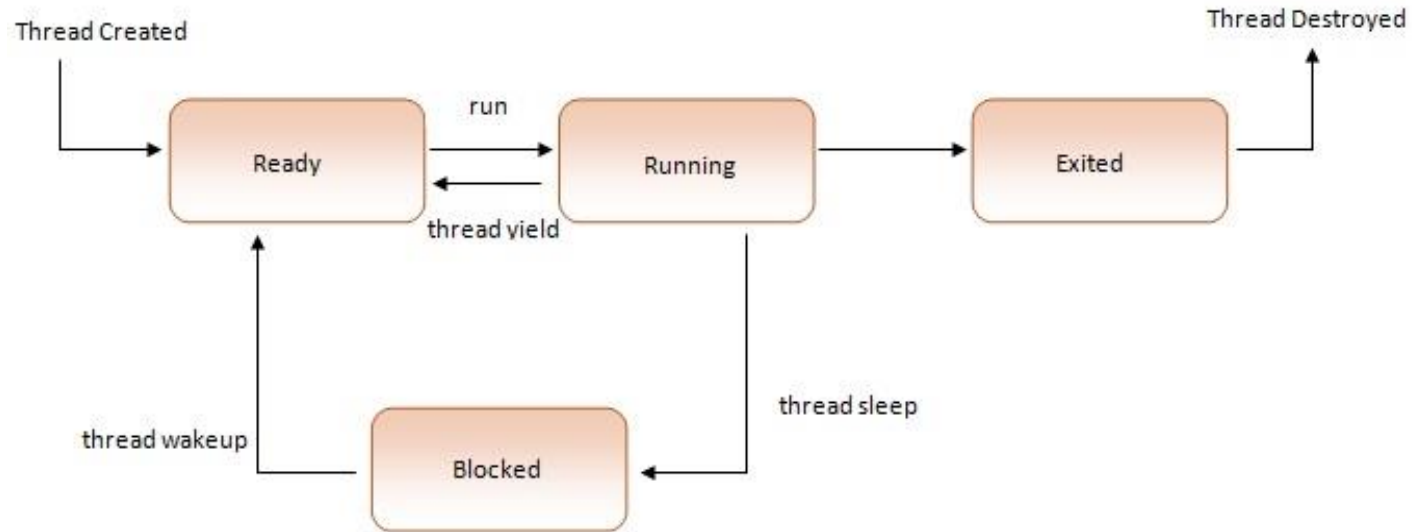 Thread Created
Thread Destroyed
run
Ready
Running
Exited
thread yield
thread sleep
thread wakeup
Blocked